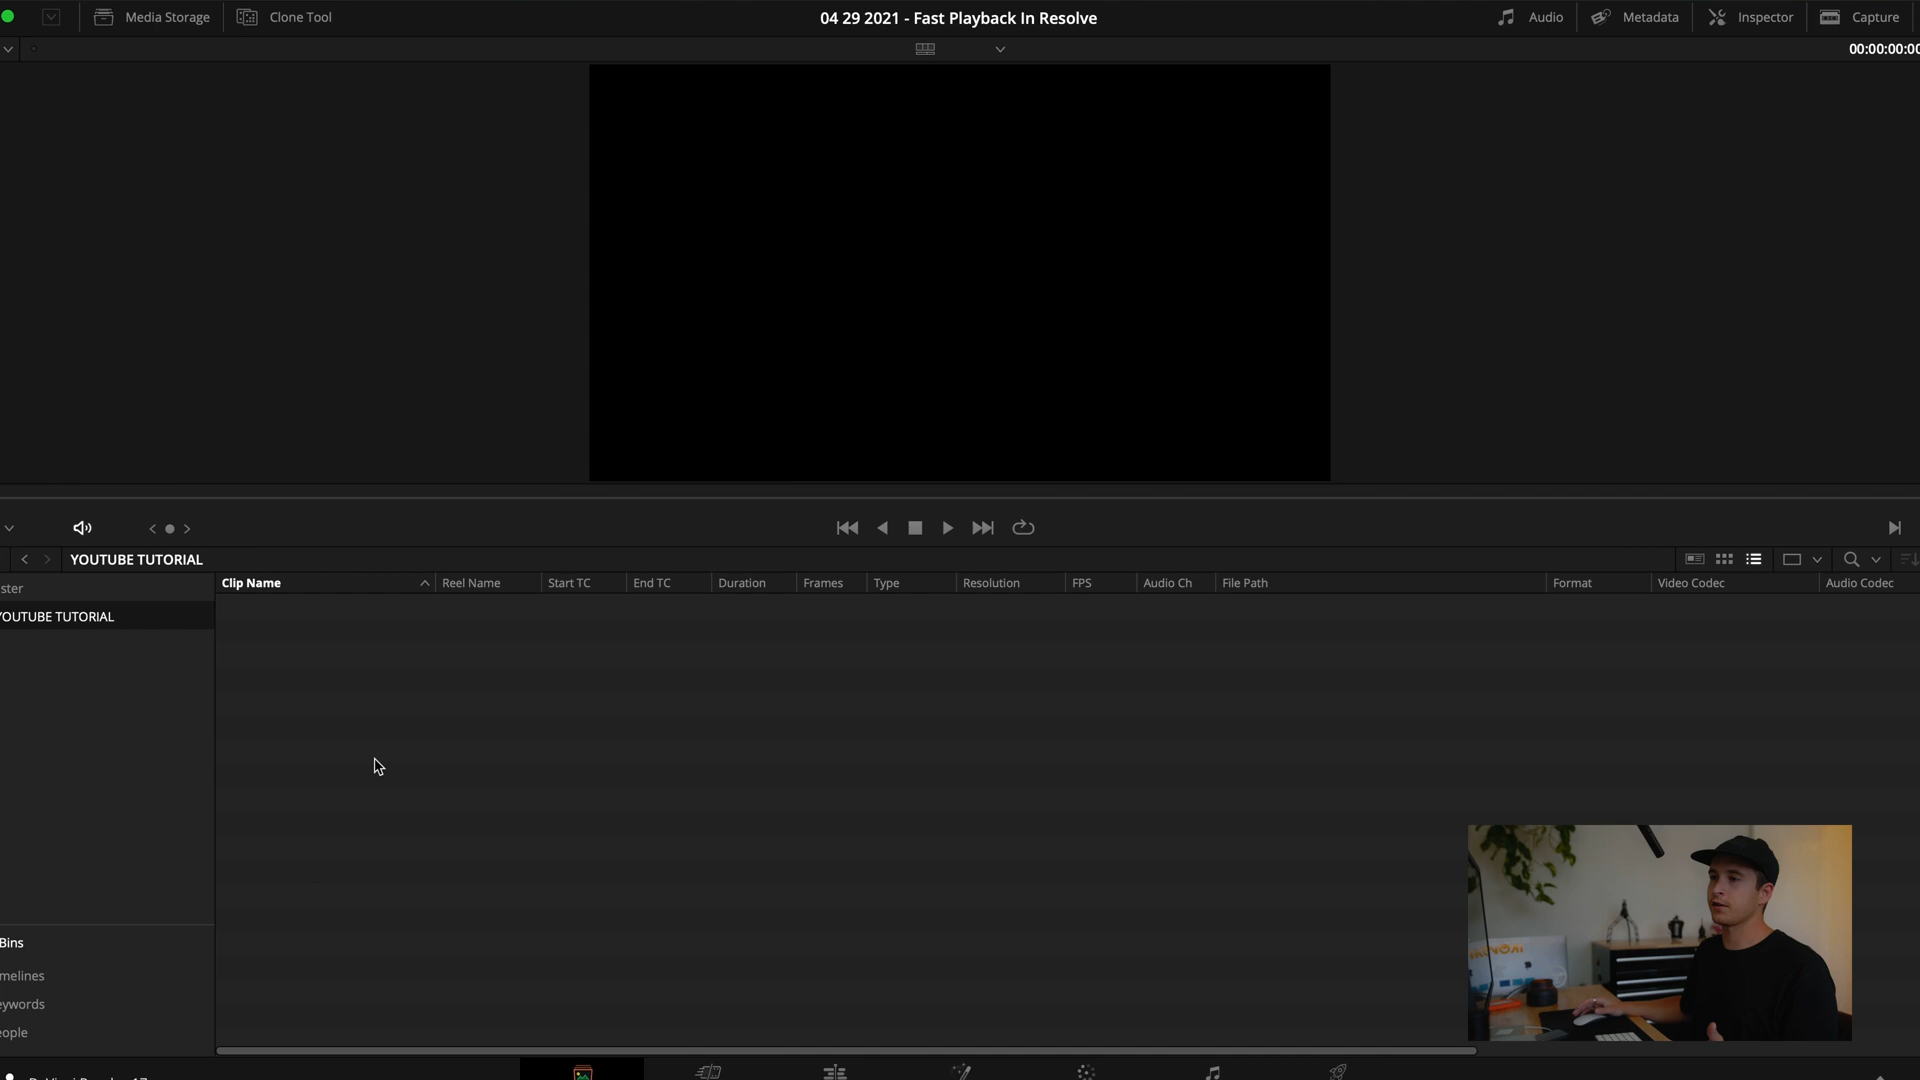 Media Storage
Clone Tool
04 29 2021 - Fast Playback In Resolve
Audio
Metadata
Inspector
Capture
00:00:00:00
YOUTUBE TUTORIAL
ster
Clip Name
Reel Name
Start TC
End TC
Duration
Frames
Type
Resolution
FPS
Audio Ch
File Path
Format
Video Codec
Audio Codec
YOUTUBE TUTORIAL
Bins
melines
eywords
eople